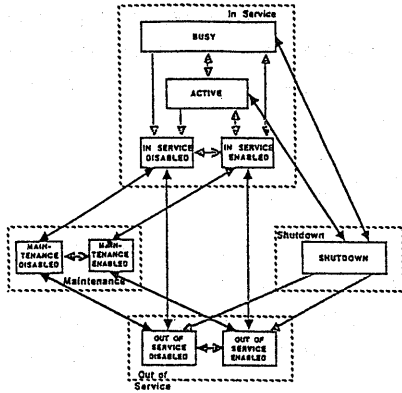 In Service
BUSY
ACTIVE
IN SERVICE
DISABLED
IN SERVICE
ENABLED
MAIN-
TENANCE
DISABLED
MAIN-
TENANCE
ENABLED
Maintenance
Shutdown
SHUTDOWN
OUT OF
SERVICE
DISABLED
OUT OF
SERVICE
ENABLED
Out of
Service